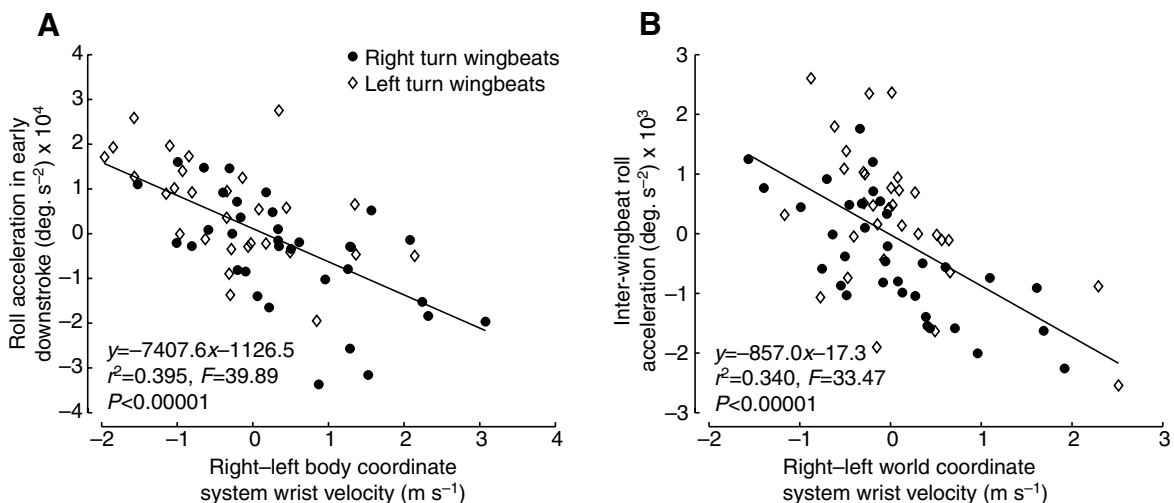 A
Roll acceleration in early
downstroke (deg. s⁻²) x 10⁴
4
3
2
1
0
–1
–2
–3
–4
Right turn wingbeats
Left turn wingbeats
y=–7407.6x–1126.5
r²=0.395, F=39.89
P<0.00001
–2
–1
0
1
2
3
4
Right–left body coordinate
system wrist velocity (m s⁻¹)
B
Inter-wingbeat roll
acceleration (deg. s⁻²) x 10³
3
2
1
0
–1
–2
–3
y=–857.0x–17.3
r²=0.340, F=33.47
P<0.00001
–2
–1
0
1
2
3
Right–left world coordinate
system wrist velocity (m s⁻¹)